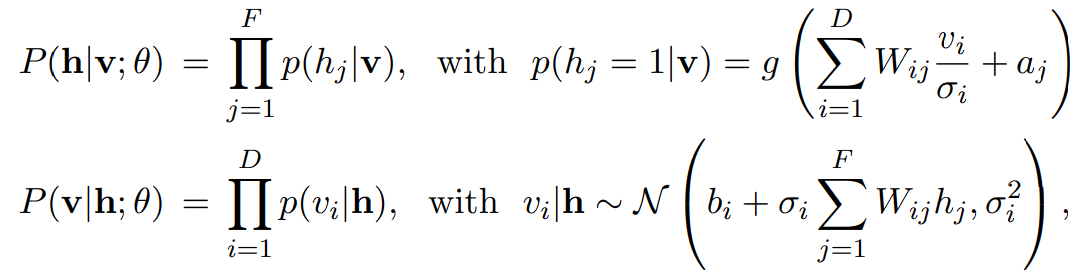 P(𝐡|𝐯; θ) = ∏_{j=1}^{F} p(h_j|𝐯), with p(h_j = 1|𝐯) = g ( ∑_{i=1}^{D} W_{ij} \frac{v_i}{σ_i} + a_j )
P(𝐯|𝐡; θ) = ∏_{i=1}^{D} p(v_i|𝐡), with v_i|𝐡 ∼ 𝒩 ( b_i + σ_i ∑_{j=1}^{F} W_{ij} h_j, σ_i^2 ) ,